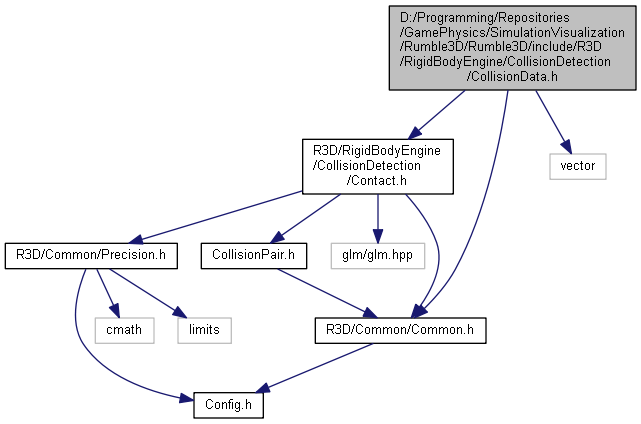 D:/Programming/Repositories
/GamePhysics/SimulationVisualization
/Rumble3D/Rumble3D/include/R3D
/RigidBodyEngine/CollisionDetection
/CollisionData.h
R3D/RigidBodyEngine
/CollisionDetection
/Contact.h
vector
R3D/Common/Precision.h
CollisionPair.h
glm/glm.hpp
cmath
limits
R3D/Common/Common.h
Config.h